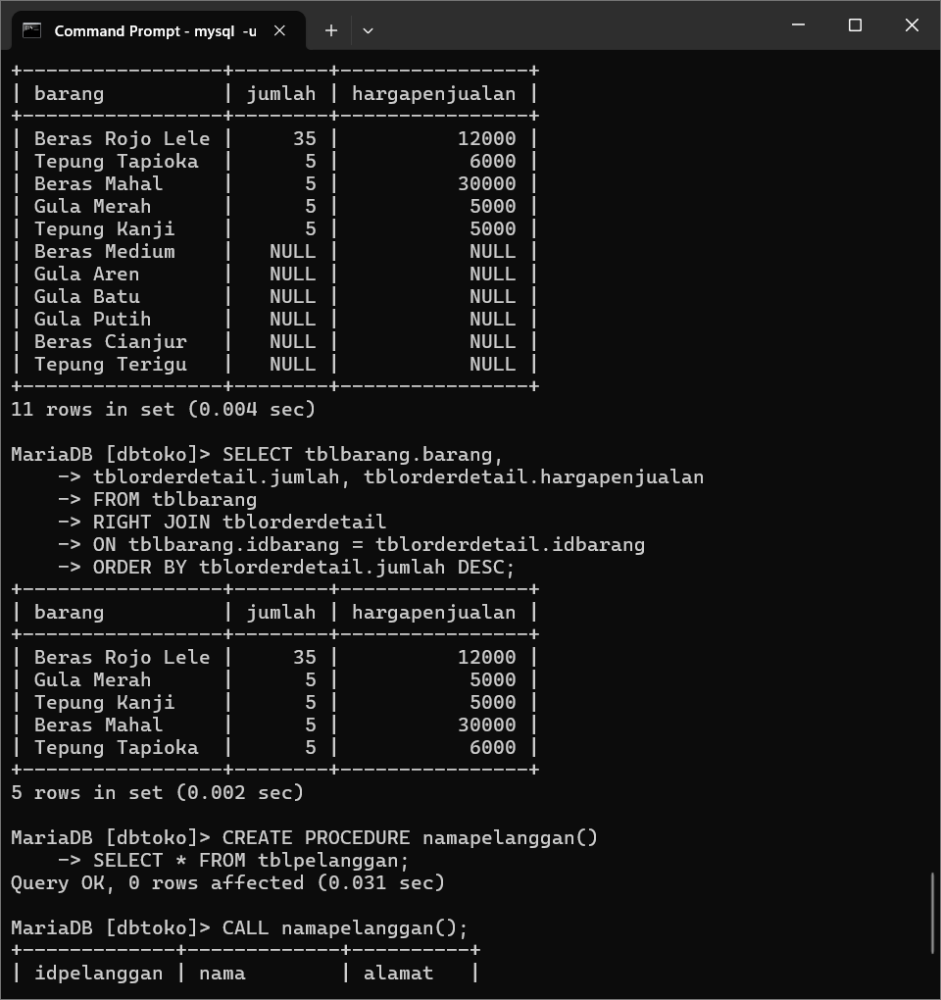 Command Prompt - mysql  -u
+-----------------+--------+----------------+
| barang          | jumlah | hargapenjualan |
+-----------------+--------+----------------+
| Beras Rojo Lele |     35 |          12000 |
| Tepung Tapioka  |      5 |           6000 |
| Beras Mahal     |      5 |          30000 |
| Gula Merah      |      5 |           5000 |
| Tepung Kanji    |      5 |           5000 |
| Beras Medium    |   NULL |           NULL |
| Gula Aren       |   NULL |           NULL |
| Gula Batu       |   NULL |           NULL |
| Gula Putih      |   NULL |           NULL |
| Beras Cianjur   |   NULL |           NULL |
| Tepung Terigu   |   NULL |           NULL |
+-----------------+--------+----------------+
11 rows in set (0.004 sec)

MariaDB [dbtoko]> SELECT tblbarang.barang,
    -> tblorderdetail.jumlah, tblorderdetail.hargapenjualan
    -> FROM tblbarang
    -> RIGHT JOIN tblorderdetail
    -> ON tblbarang.idbarang = tblorderdetail.idbarang
    -> ORDER BY tblorderdetail.jumlah DESC;
+-----------------+--------+----------------+
| barang          | jumlah | hargapenjualan |
+-----------------+--------+----------------+
| Beras Rojo Lele |     35 |          12000 |
| Gula Merah      |      5 |           5000 |
| Tepung Kanji    |      5 |           5000 |
| Beras Mahal     |      5 |          30000 |
| Tepung Tapioka  |      5 |           6000 |
+-----------------+--------+----------------+
5 rows in set (0.002 sec)

MariaDB [dbtoko]> CREATE PROCEDURE namapelanggan()
    -> SELECT * FROM tblpelanggan;
Query OK, 0 rows affected (0.031 sec)

MariaDB [dbtoko]> CALL namapelanggan();
+-------------+-------------+----------+
| idpelanggan | nama        | alamat   |